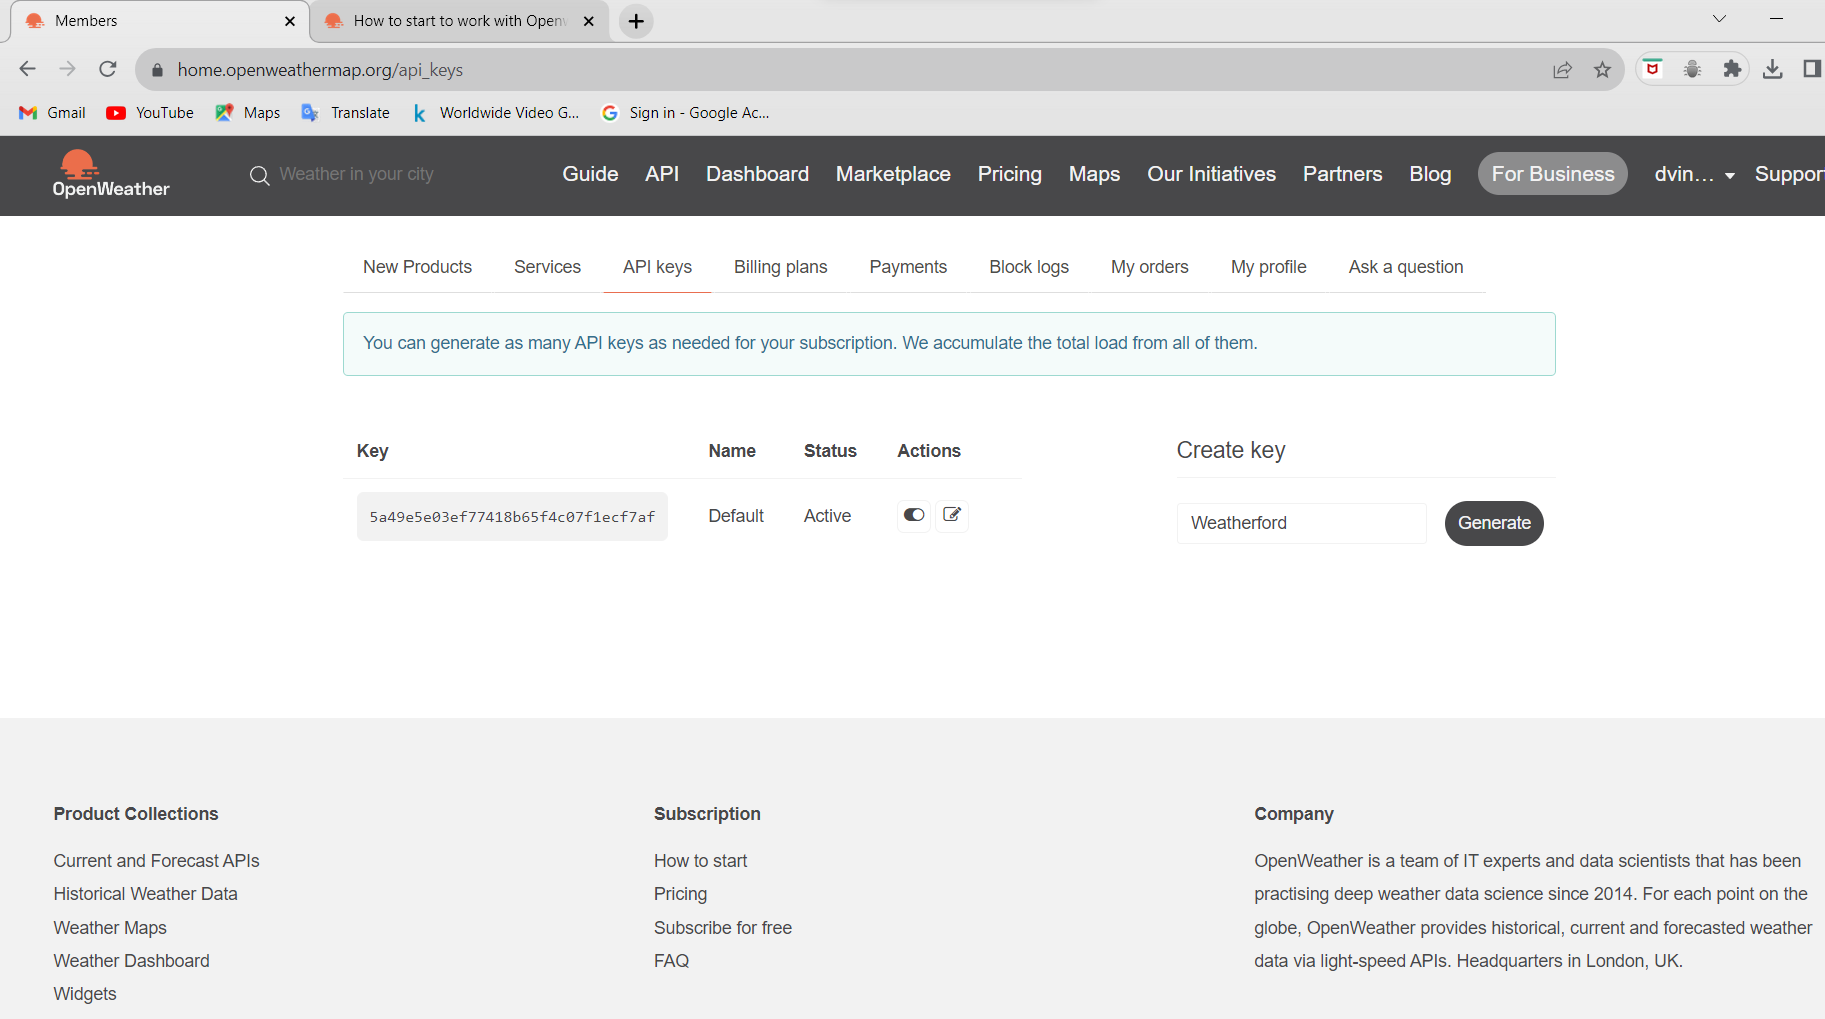 Members
How to start to work with Openw
home.openweathermap.org/api_keys
Gmail YouTube Maps Translate Worldwide Video G... Sign in - Google Ac...
OpenWeather
Weather in your city
Guide API Dashboard Marketplace Pricing Maps Our Initiatives Partners Blog For Business dvin... Support
New Products Services API keys Billing plans Payments Block logs My orders My profile Ask a question
You can generate as many API keys as needed for your subscription. We accumulate the total load from all of them.
Key Name Status Actions
5a49e5e03ef77418b65f4c07f1ecf7af Default Active
Create key
Weatherford Generate
Product Collections
Current and Forecast APIs
Historical Weather Data
Weather Maps
Weather Dashboard
Widgets
Subscription
How to start
Pricing
Subscribe for free
FAQ
Company
OpenWeather is a team of IT experts and data scientists that has been
practising deep weather data science since 2014. For each point on the
globe, OpenWeather provides historical, current and forecasted weather
data via light-speed APIs. Headquarters in London, UK.